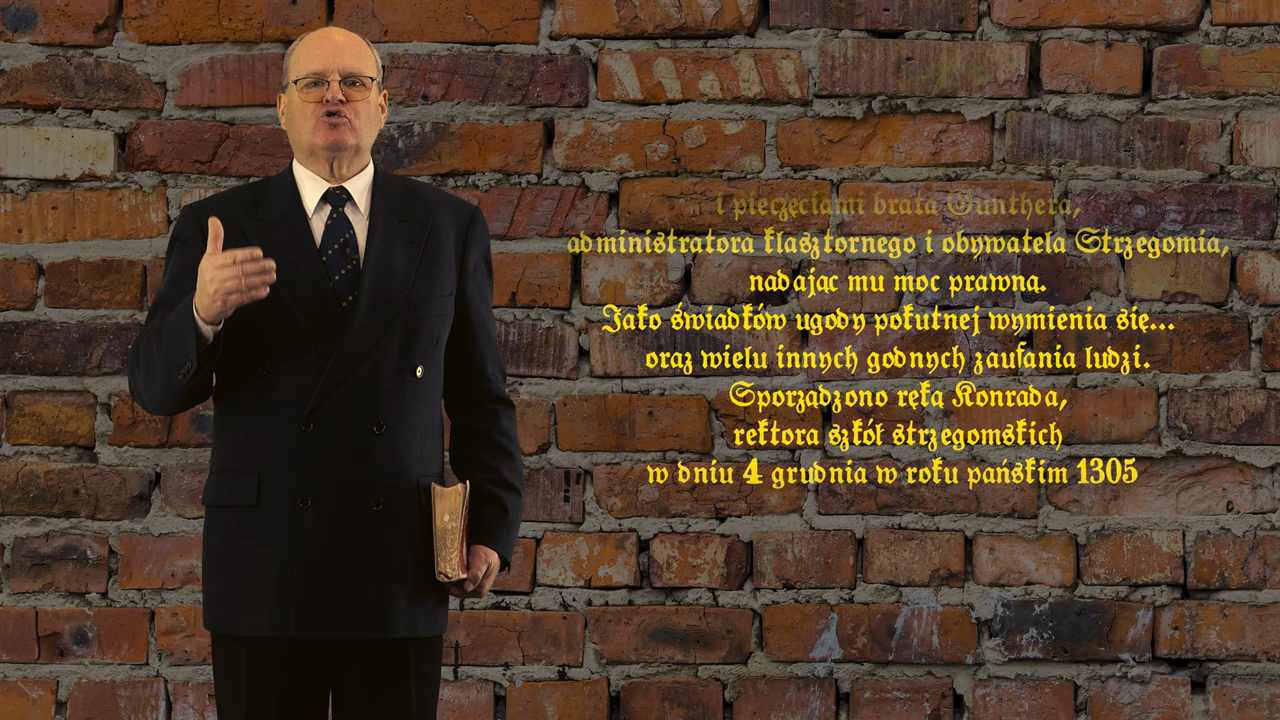 i pieczęciami brata Gunthera,
administratora klasztornego i obywatela Strzegomia,
nadając mu moc prawna.
Jako świadków ugody pokutnej wymienia się...
oraz wielu innych godnych zaufania ludzi.
Sporządzono ręką Konrada,
rektora szkół strzegomskich
w dniu 4 grudnia w roku pańskim 1305